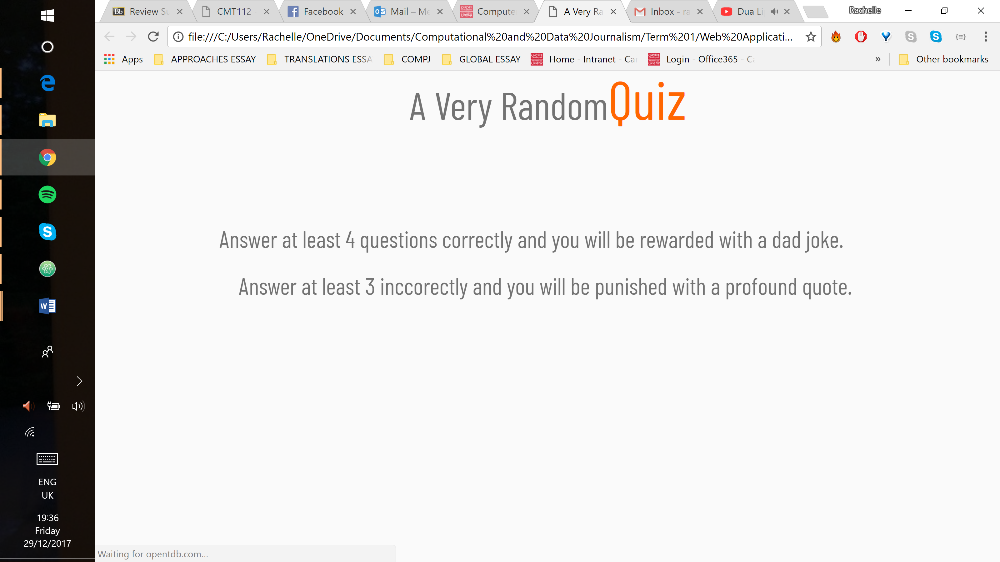 Bb Review Su
CMT112 -
Facebook
Mail – Me
Compute
A Very Ra
Inbox - ra
Dua Li
Rachelle
file:///C:/Users/Rachelle/OneDrive/Documents/Computational%20and%20Data%20Journalism/Term%201/Web%20Applicati...
Apps
APPROACHES ESSAY
TRANSLATIONS ESSA
COMPJ
GLOBAL ESSAY
Home - Intranet - Car
Login - Office365 - Ca
»
Other bookmarks
A Very RandomQuiz
Answer at least 4 questions correctly and you will be rewarded with a dad joke.
Answer at least 3 inccorectly and you will be punished with a profound quote.
ENG
UK
19:36
Friday
29/12/2017
Waiting for opentdb.com...